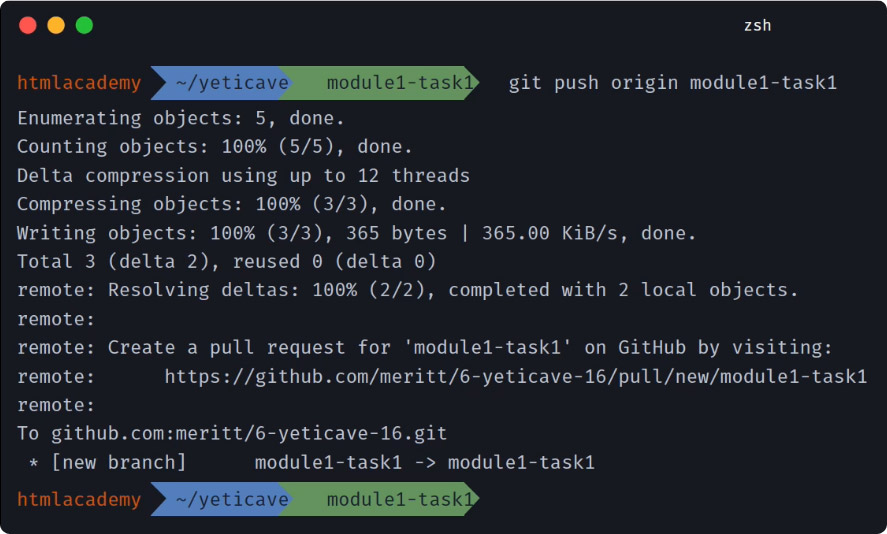 zsh
htmlacademy ~/yeticave module1-task1 git push origin module1-task1
Enumerating objects: 5, done.
Counting objects: 100% (5/5), done.
Delta compression using up to 12 threads
Compressing objects: 100% (3/3), done.
Writing objects: 100% (3/3), 365 bytes | 365.00 KiB/s, done.
Total 3 (delta 2), reused 0 (delta 0)
remote: Resolving deltas: 100% (2/2), completed with 2 local objects.
remote:
remote: Create a pull request for 'module1-task1' on GitHub by visiting:
remote:      https://github.com/meritt/6-yeticave-16/pull/new/module1-task1
remote:
To github.com:meritt/6-yeticave-16.git
 * [new branch]      module1-task1 -> module1-task1
htmlacademy ~/yeticave module1-task1